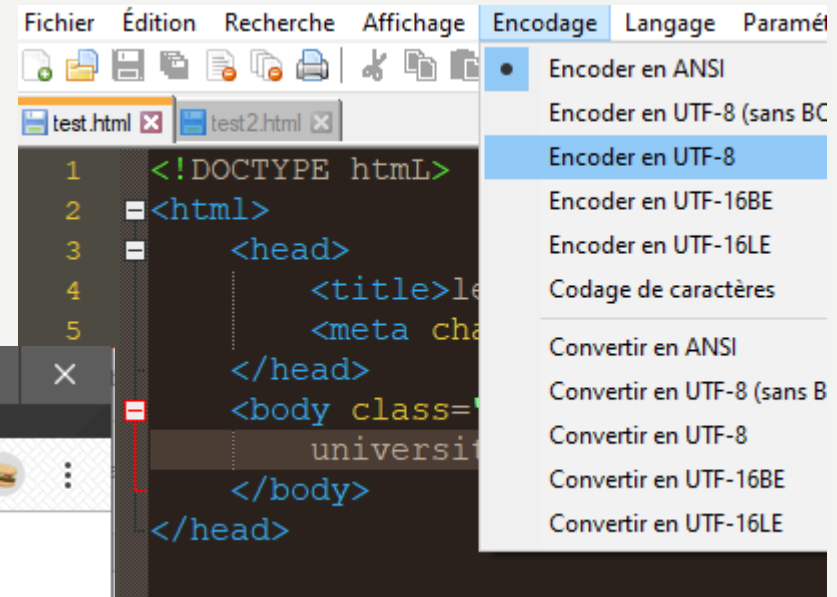 Fichier Édition Recherche Affichage Encodage Langage Paramét
Encoder en ANSI
Encoder en UTF-8 (sans BO
Encoder en UTF-8
Encoder en UTF-16BE
Encoder en UTF-16LE
Codage de caractères
Convertir en ANSI
Convertir en UTF-8 (sans B
Convertir en UTF-8
Convertir en UTF-16BE
Convertir en UTF-16LE
test.html test2.html
1 <!DOCTYPE htmL>
2 <html>
3 <head>
4 <title>le
5 <meta cha
</head>
<body class="
universit
</body>
</head>